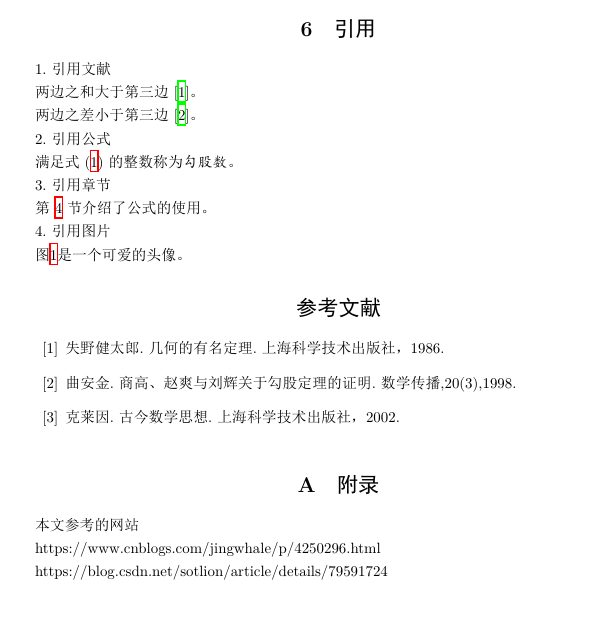 6 引用
1. 引用文献
两边之和大于第三边 [1]。
两边之差小于第三边 [2]。
2. 引用公式
满足式 (1) 的整数称为勾股数。
3. 引用章节
第 4 节介绍了公式的使用。
4. 引用图片
图1是一个可爱的头像。
参考文献
[1] 失野健太郎. 几何的有名定理. 上海科学技术出版社，1986.
[2] 曲安金. 商高、赵爽与刘辉关于勾股定理的证明. 数学传播,20(3),1998.
[3] 克莱因. 古今数学思想. 上海科学技术出版社，2002.
A 附录
本文参考的网站
https://www.cnblogs.com/jingwhale/p/4250296.html
https://blog.csdn.net/sotlion/article/details/79591724